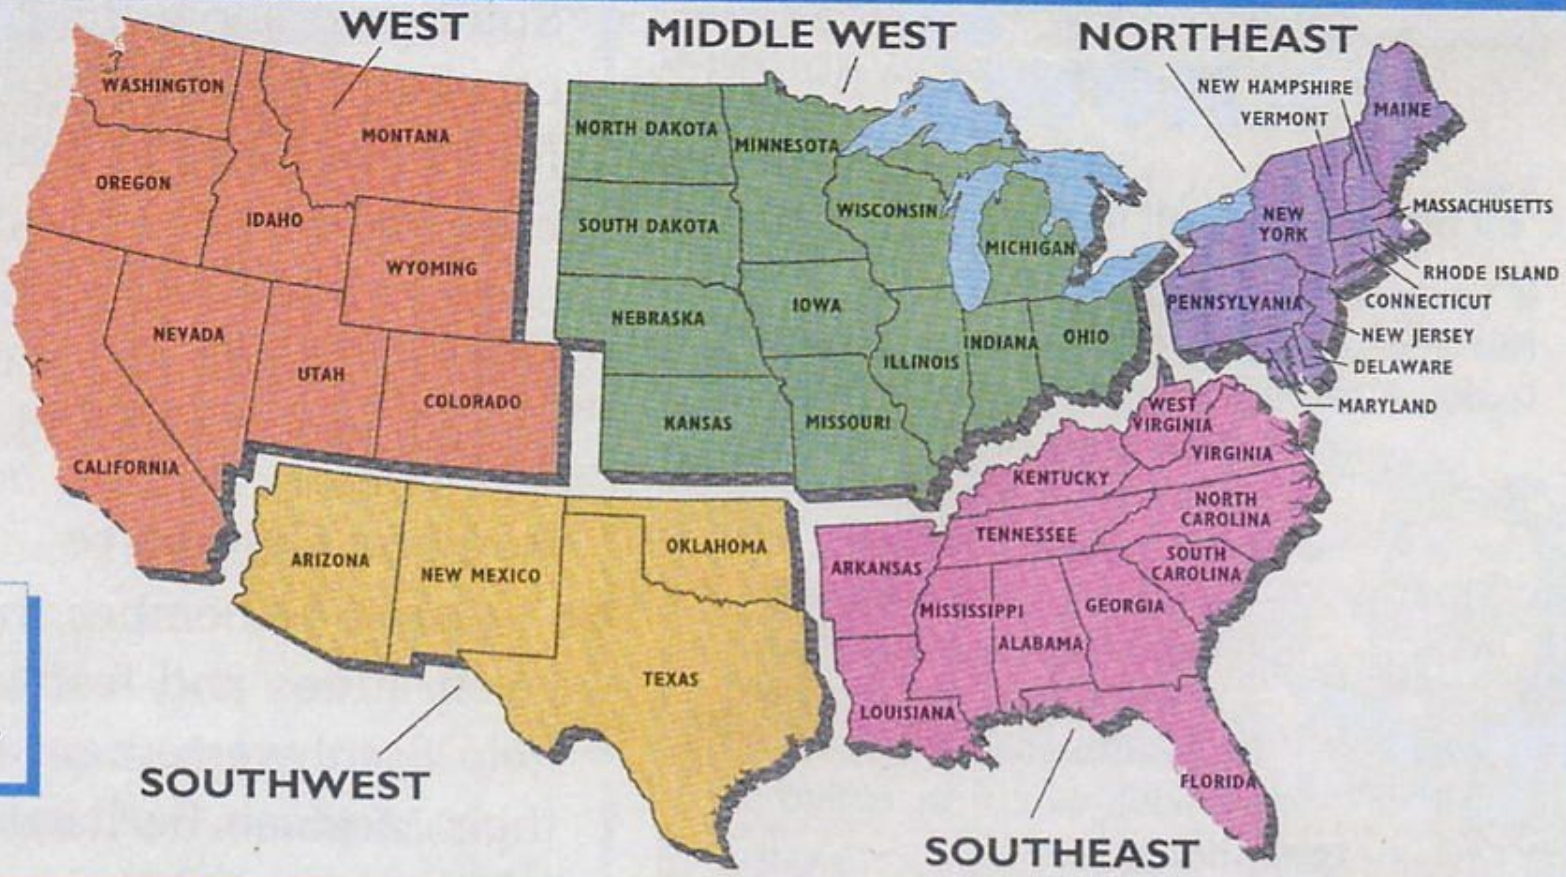 WEST
MIDDLE WEST
NORTHEAST
WASHINGTON
MONTANA
OREGON
IDAHO
WYOMING
NEVADA
UTAH
COLORADO
CALIFORNIA
NORTH DAKOTA
MINNESOTA
SOUTH DAKOTA
WISCONSIN
MICHIGAN
NEBRASKA
IOWA
ILLINOIS
INDIANA
OHIO
KANSAS
MISSOURI
NEW HAMPSHIRE
VERMONT
MAINE
MASSACHUSETTS
NEW
YORK
RHODE ISLAND
CONNECTICUT
PENNSYLVANIA
NEW JERSEY
DELAWARE
MARYLAND
ARIZONA
NEW MEXICO
OKLAHOMA
TEXAS
SOUTHWEST
WEST
VIRGINIA
VIRGINIA
KENTUCKY
NORTH
CAROLINA
TENNESSEE
SOUTH
CAROLINA
ARKANSAS
MISSISSIPPI
ALABAMA
GEORGIA
LOUISIANA
FLORIDA
SOUTHEAST